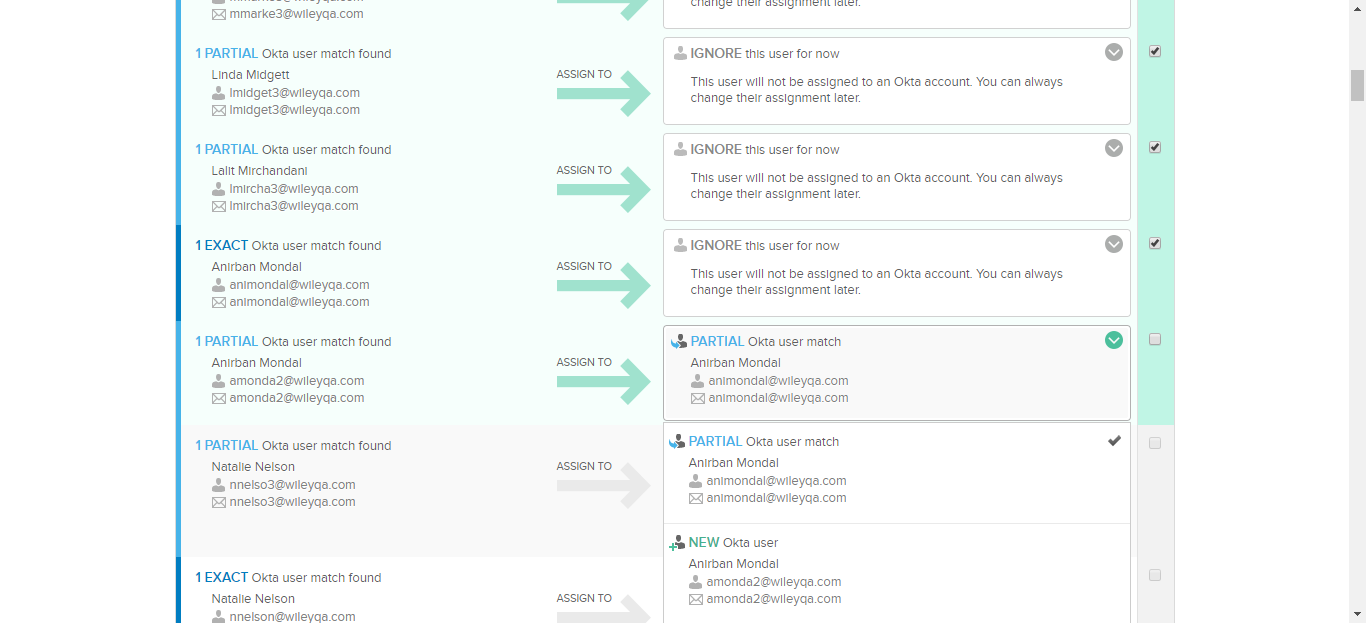 mmarke3@wileyqa.com
change their assignment later.
1 PARTIAL Okta user match found
Linda Midgett
lmidget3@wileyqa.com
lmidget3@wileyqa.com
ASSIGN TO
IGNORE this user for now
This user will not be assigned to an Okta account. You can always
change their assignment later.
1 PARTIAL Okta user match found
Lalit Mirchandani
lmircha3@wileyqa.com
lmircha3@wileyqa.com
ASSIGN TO
IGNORE this user for now
This user will not be assigned to an Okta account. You can always
change their assignment later.
1 EXACT Okta user match found
Anirban Mondal
animondal@wileyqa.com
animondal@wileyqa.com
ASSIGN TO
IGNORE this user for now
This user will not be assigned to an Okta account. You can always
change their assignment later.
1 PARTIAL Okta user match found
Anirban Mondal
amonda2@wileyqa.com
amonda2@wileyqa.com
ASSIGN TO
PARTIAL Okta user match
Anirban Mondal
animondal@wileyqa.com
animondal@wileyqa.com
1 PARTIAL Okta user match found
Natalie Nelson
nnelso3@wileyqa.com
nnelso3@wileyqa.com
ASSIGN TO
PARTIAL Okta user match
Anirban Mondal
animondal@wileyqa.com
animondal@wileyqa.com
NEW Okta user
Anirban Mondal
amonda2@wileyqa.com
amonda2@wileyqa.com
1 EXACT Okta user match found
Natalie Nelson
nnelson@wileyqa.com
ASSIGN TO